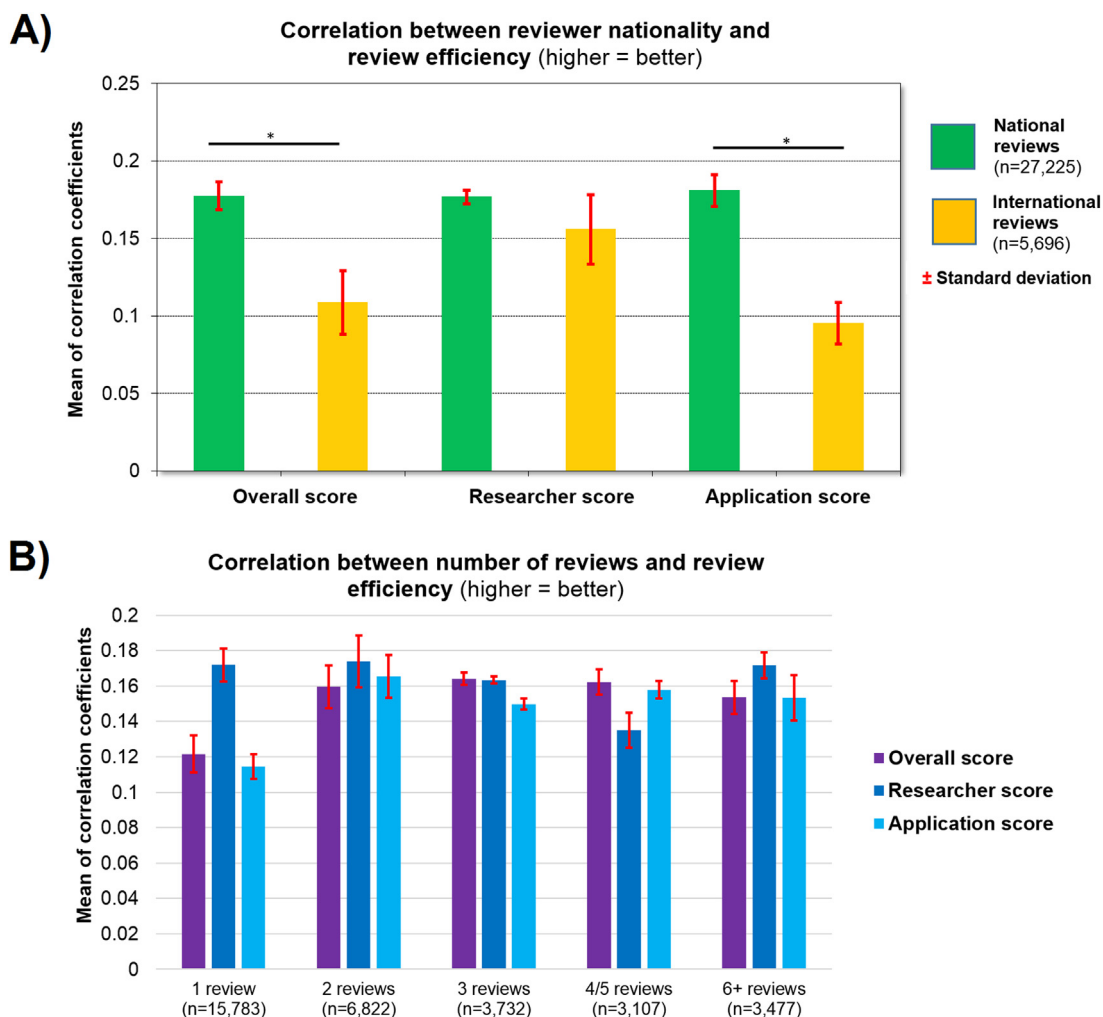 A)
Correlation between reviewer nationality and
review efficiency (higher = better)
Mean of correlation coefficients
0.25
0.2
0.15
0.1
0.05
0
*
*
Overall score
Researcher score
Application score
National
reviews
(n=27,225)
International
reviews
(n=5,696)
± Standard deviation
B)
Correlation between number of reviews and review
efficiency (higher = better)
Mean of correlation coefficients
0.2
0.18
0.16
0.14
0.12
0.1
0.08
0.06
0.04
0.02
0
1 review
(n=15,783)
2 reviews
(n=6,822)
3 reviews
(n=3,732)
4/5 reviews
(n=3,107)
6+ reviews
(n=3,477)
Overall score
Researcher score
Application score